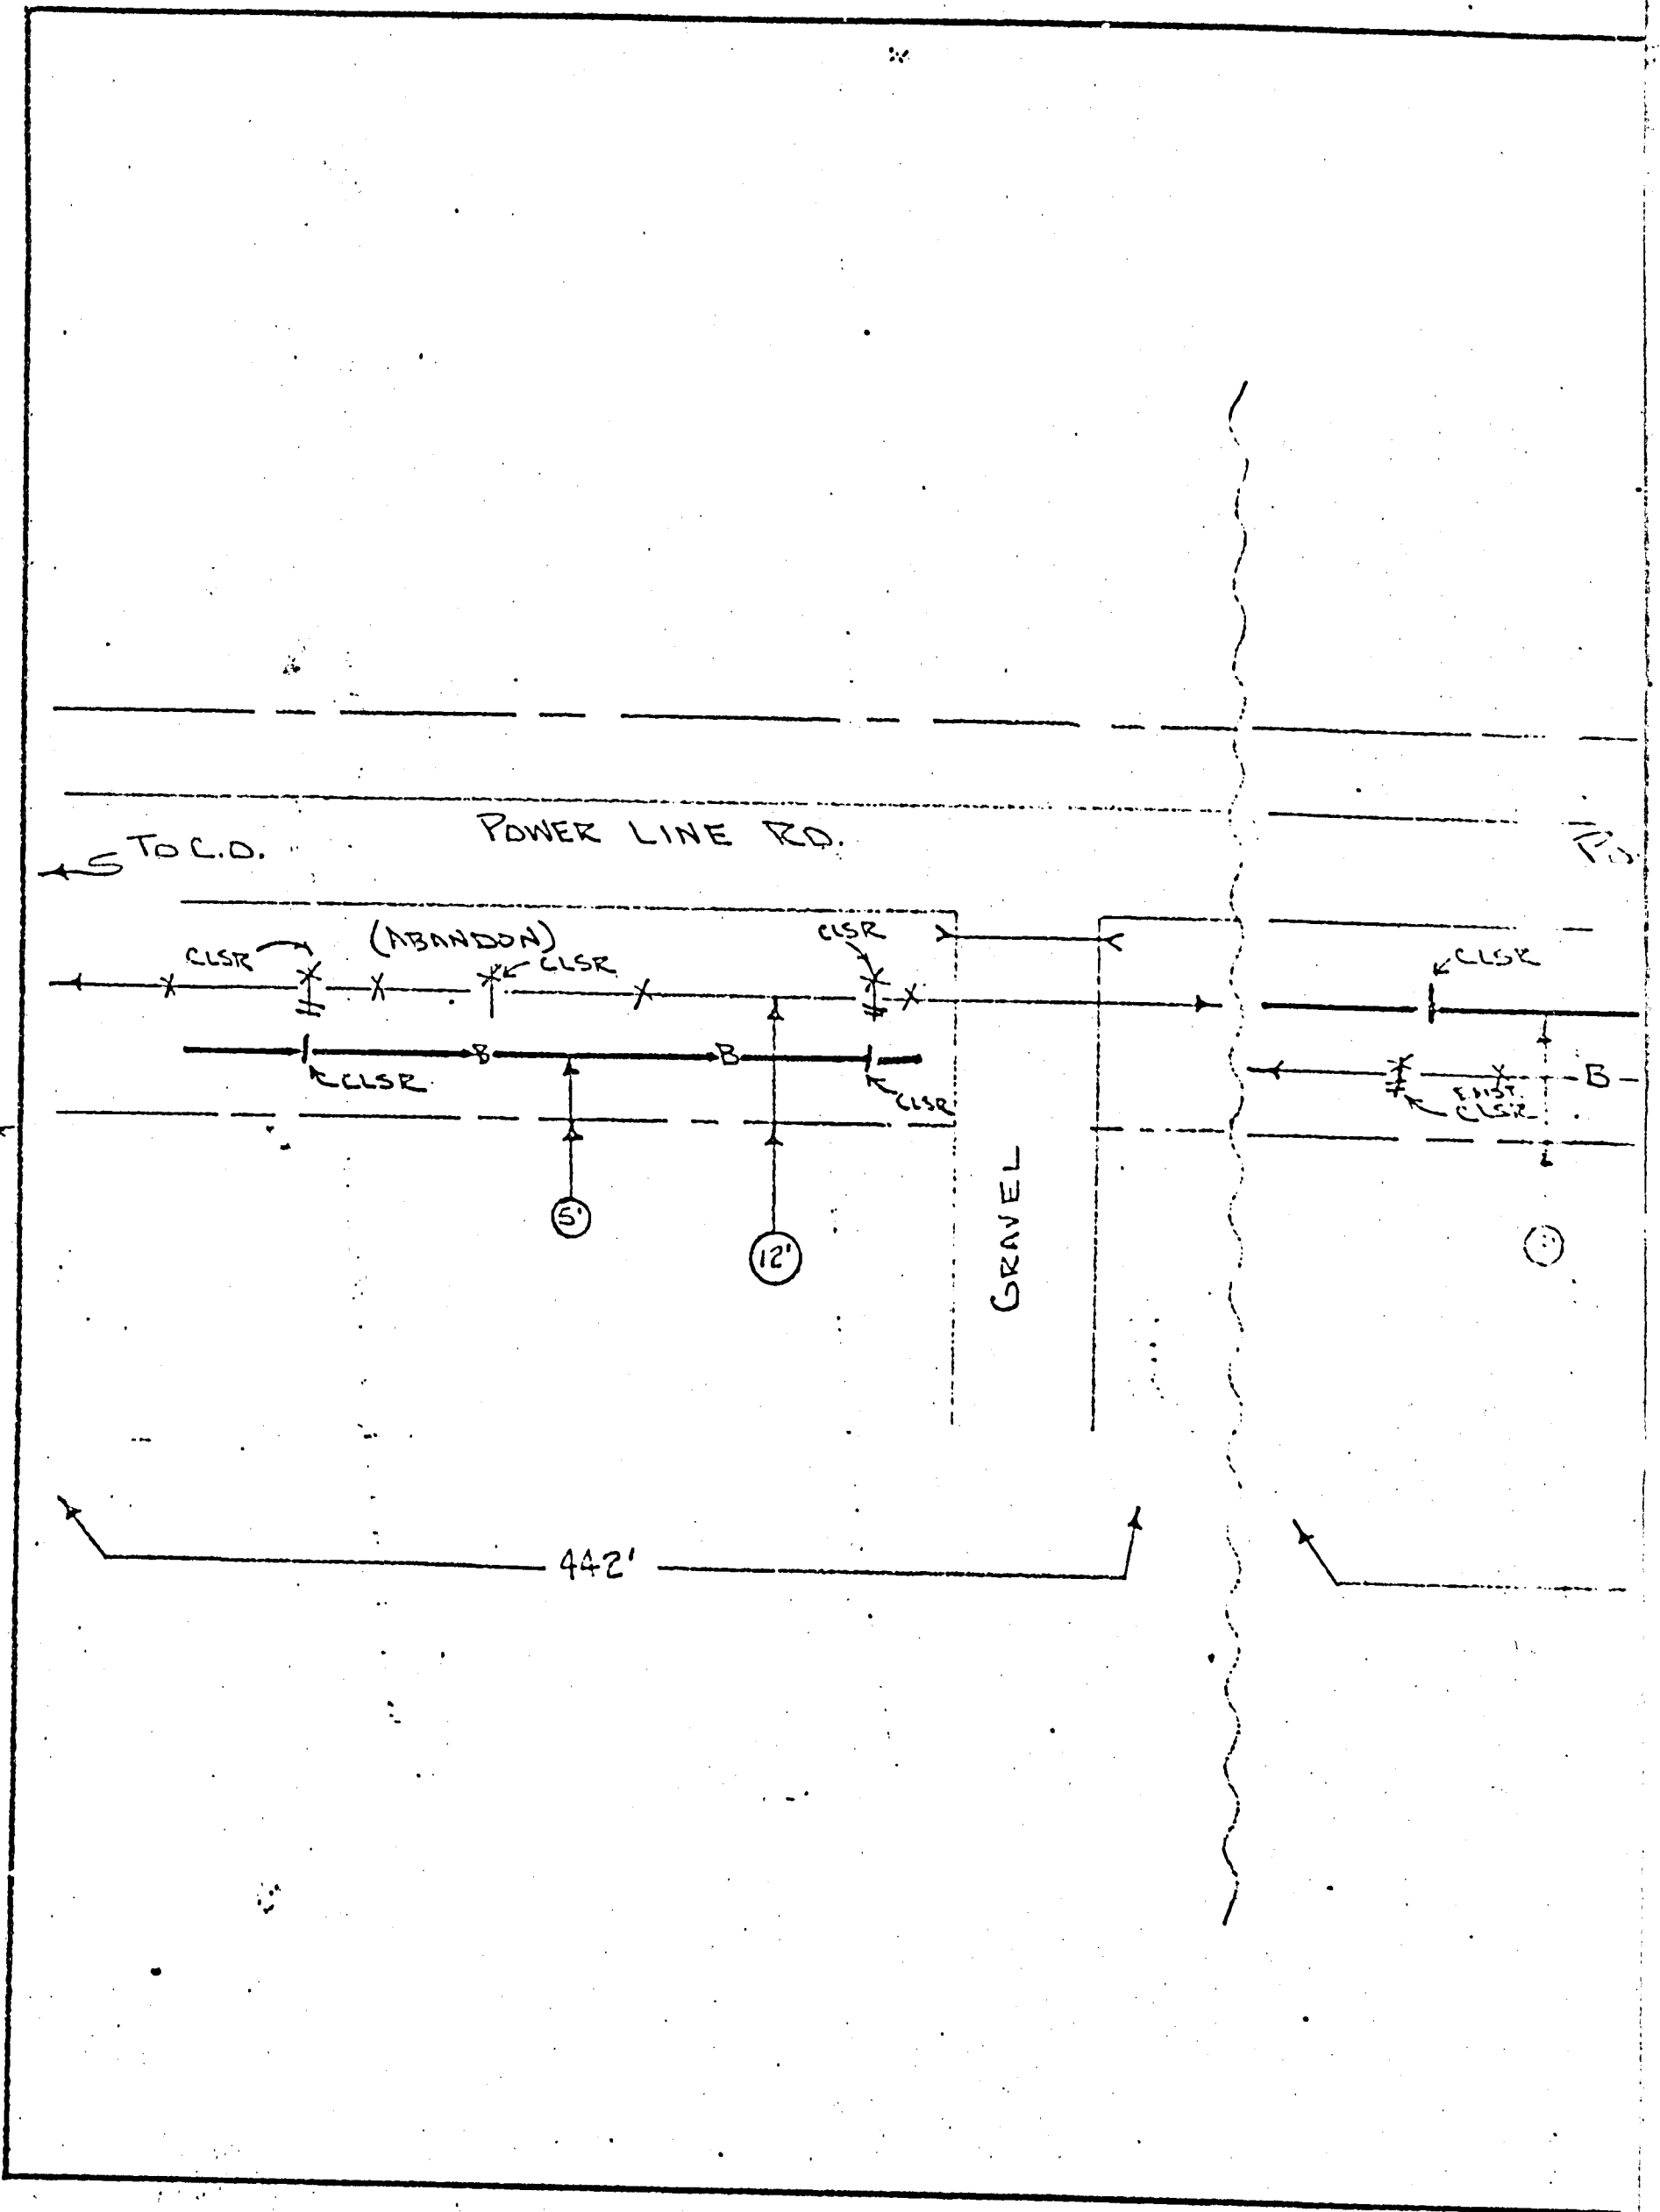 POWER LINE RD.
TO C.O.
(ABANDON)
CLSR
CLSR
CLSR
CLSR
B
B
CLSR
CLSR
B
EXIST.
CLSR
CLSR
5'
12'
GRAVEL
442'